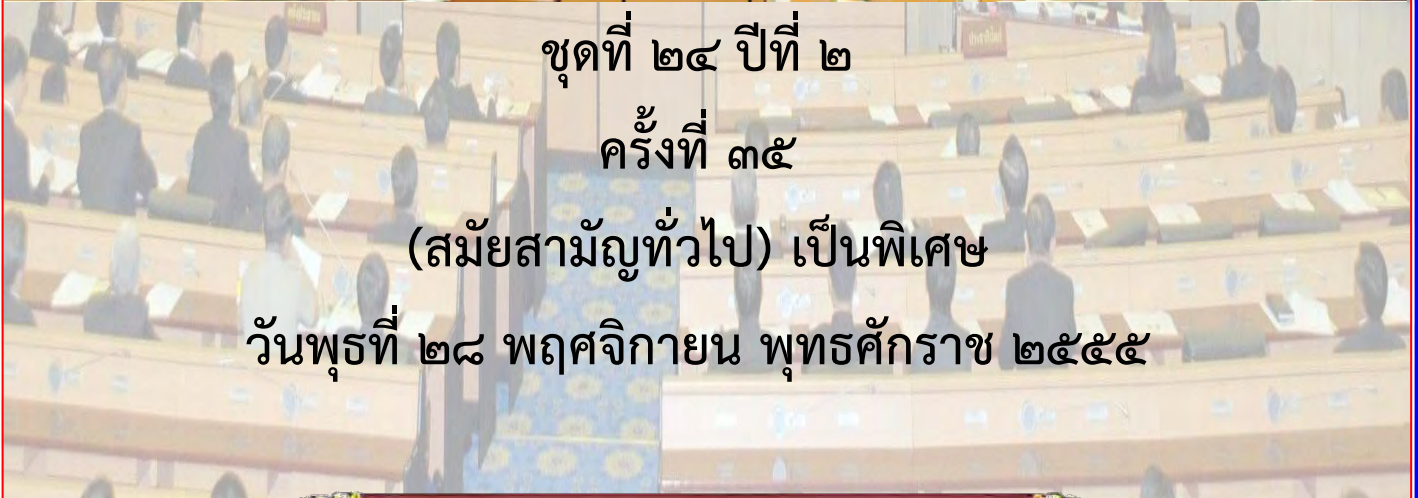 ชุดที่ ๒๔ ปีที่ ๒
ครั้งที่ ๓๕
(สมัยสามัญทั่วไป) เป็นพิเศษ
วันพุธที่ ๒๘ พฤศจิกายน พุทธศักราช ๒๕๕๕